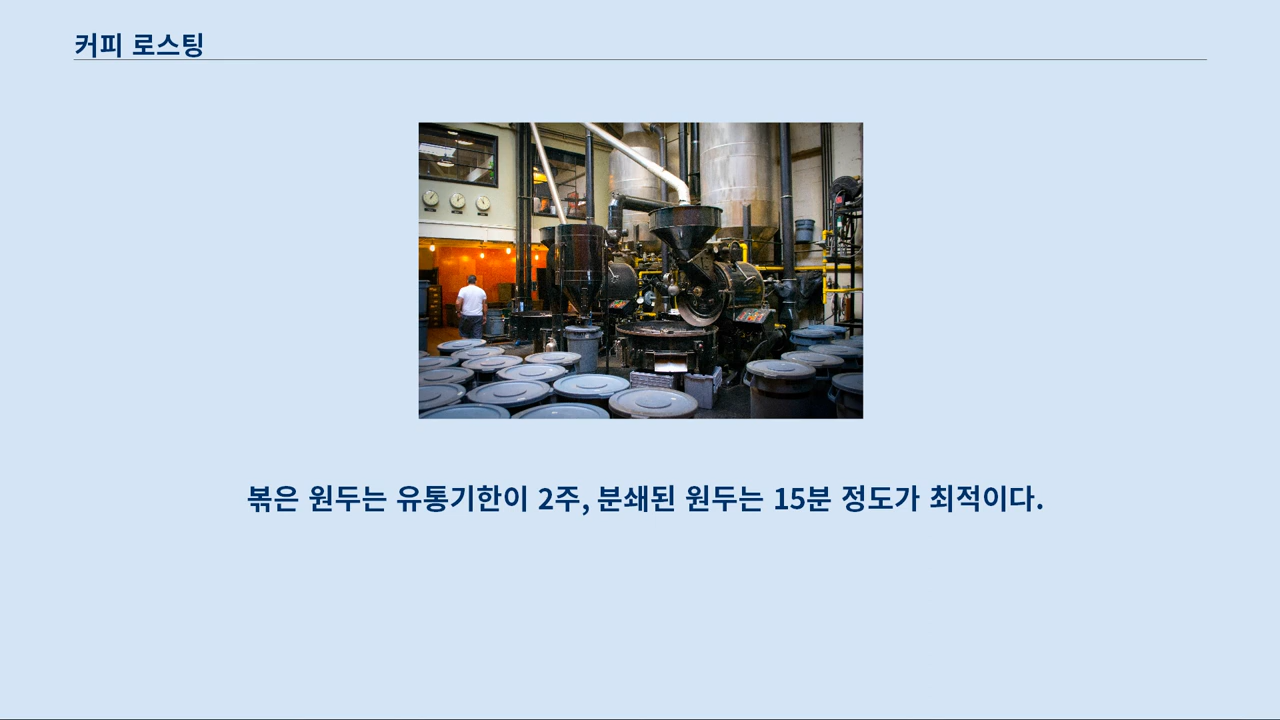 커피 로스팅
볶은 원두는 유통기한이 2주, 분쇄된 원두는 15분 정도가 최적이다.